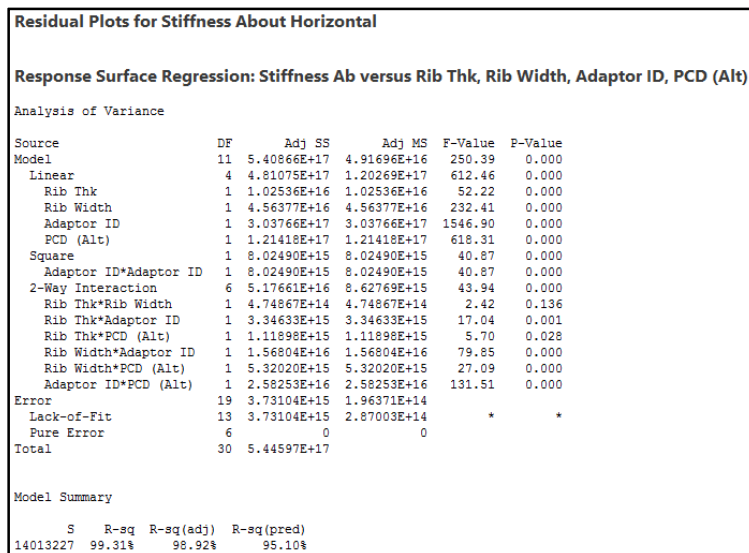 Residual Plots for Stiffness About Horizontal
Response Surface Regression: Stiffness Ab versus Rib Thk, Rib Width, Adaptor ID, PCD (Alt)
Analysis of Variance
Source DF Adj SS Adj MS F-Value P-Value
Model 11 5.40866E+17 4.91696E+16 250.39 0.000
Linear 4 4.81075E+17 1.20269E+17 612.46 0.000
Rib Thk 1 1.02536E+16 1.02536E+16 52.22 0.000
Rib Width 1 4.56377E+16 4.56377E+16 232.41 0.000
Adaptor ID 1 3.03766E+17 3.03766E+17 1546.90 0.000
PCD (Alt) 1 1.21418E+17 1.21418E+17 618.31 0.000
Square 1 8.02490E+15 8.02490E+15 40.87 0.000
Adaptor ID*Adaptor ID 1 8.02490E+15 8.02490E+15 40.87 0.000
2-Way Interaction 6 5.17661E+16 8.62769E+15 43.94 0.000
Rib Thk*Rib Width 1 4.74867E+14 4.74867E+14 2.42 0.136
Rib Thk*Adaptor ID 1 3.34633E+15 3.34633E+15 17.04 0.001
Rib Thk*PCD (Alt) 1 1.11898E+15 1.11898E+15 5.70 0.028
Rib Width*Adaptor ID 1 1.56804E+16 1.56804E+16 79.85 0.000
Rib Width*PCD (Alt) 1 5.32020E+15 5.32020E+15 27.09 0.000
Adaptor ID*PCD (Alt) 1 2.58253E+16 2.58253E+16 131.51 0.000
Error 19 3.73104E+15 1.96371E+14
Lack-of-Fit 13 3.73104E+15 2.87003E+14 * *
Pure Error 6 0 0
Total 30 5.44597E+17
Model Summary
S R-sq R-sq(adj) R-sq(pred)
14013227 99.31% 98.92% 95.10%